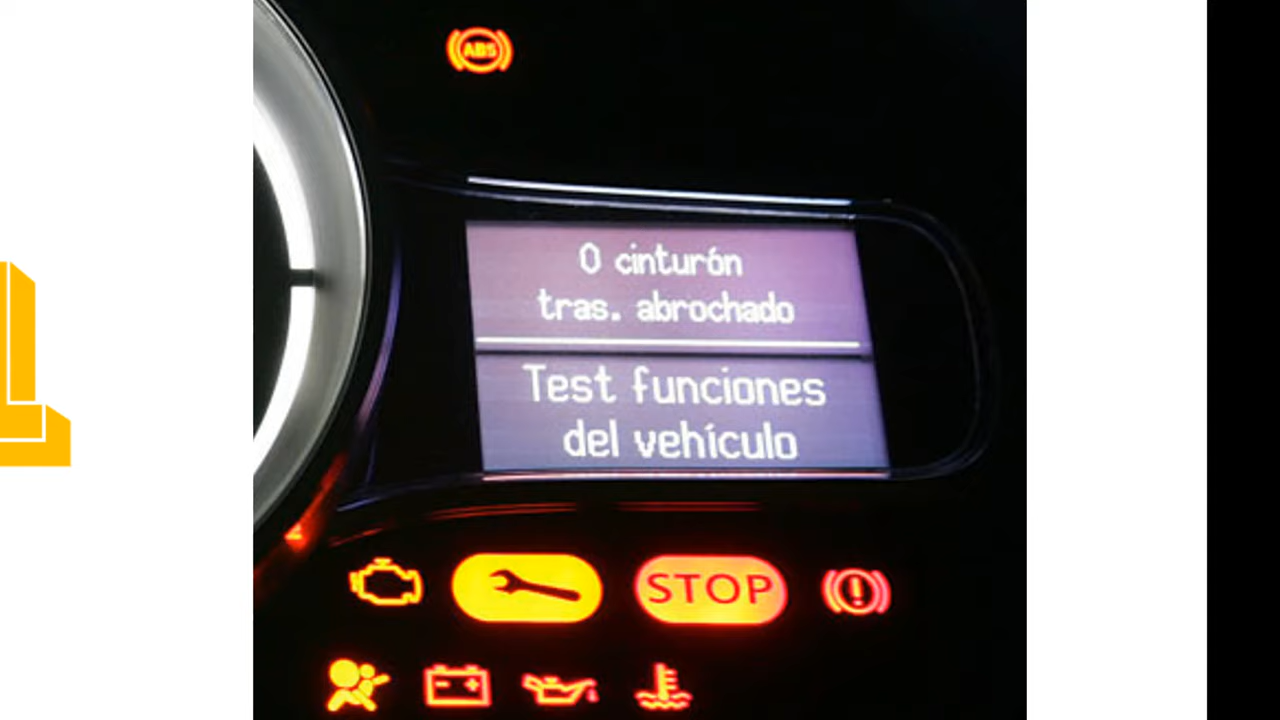 ABS
0 cinturón
tras. abrochado
Test funciones
del vehículo
STOP